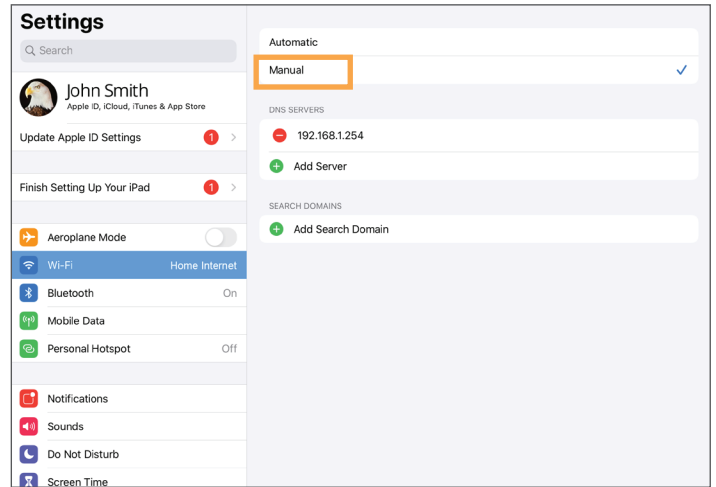 Settings
Search
John Smith
Apple ID, iCloud, iTunes & App Store
Update Apple ID Settings 1
Finish Setting Up Your iPad 1
Aeroplane Mode
Wi-Fi Home Internet
Bluetooth On
Mobile Data
Personal Hotspot Off
Notifications
Sounds
Do Not Disturb
Screen Time
Automatic
Manual
DNS SERVERS
192.168.1.254
Add Server
SEARCH DOMAINS
Add Search Domain